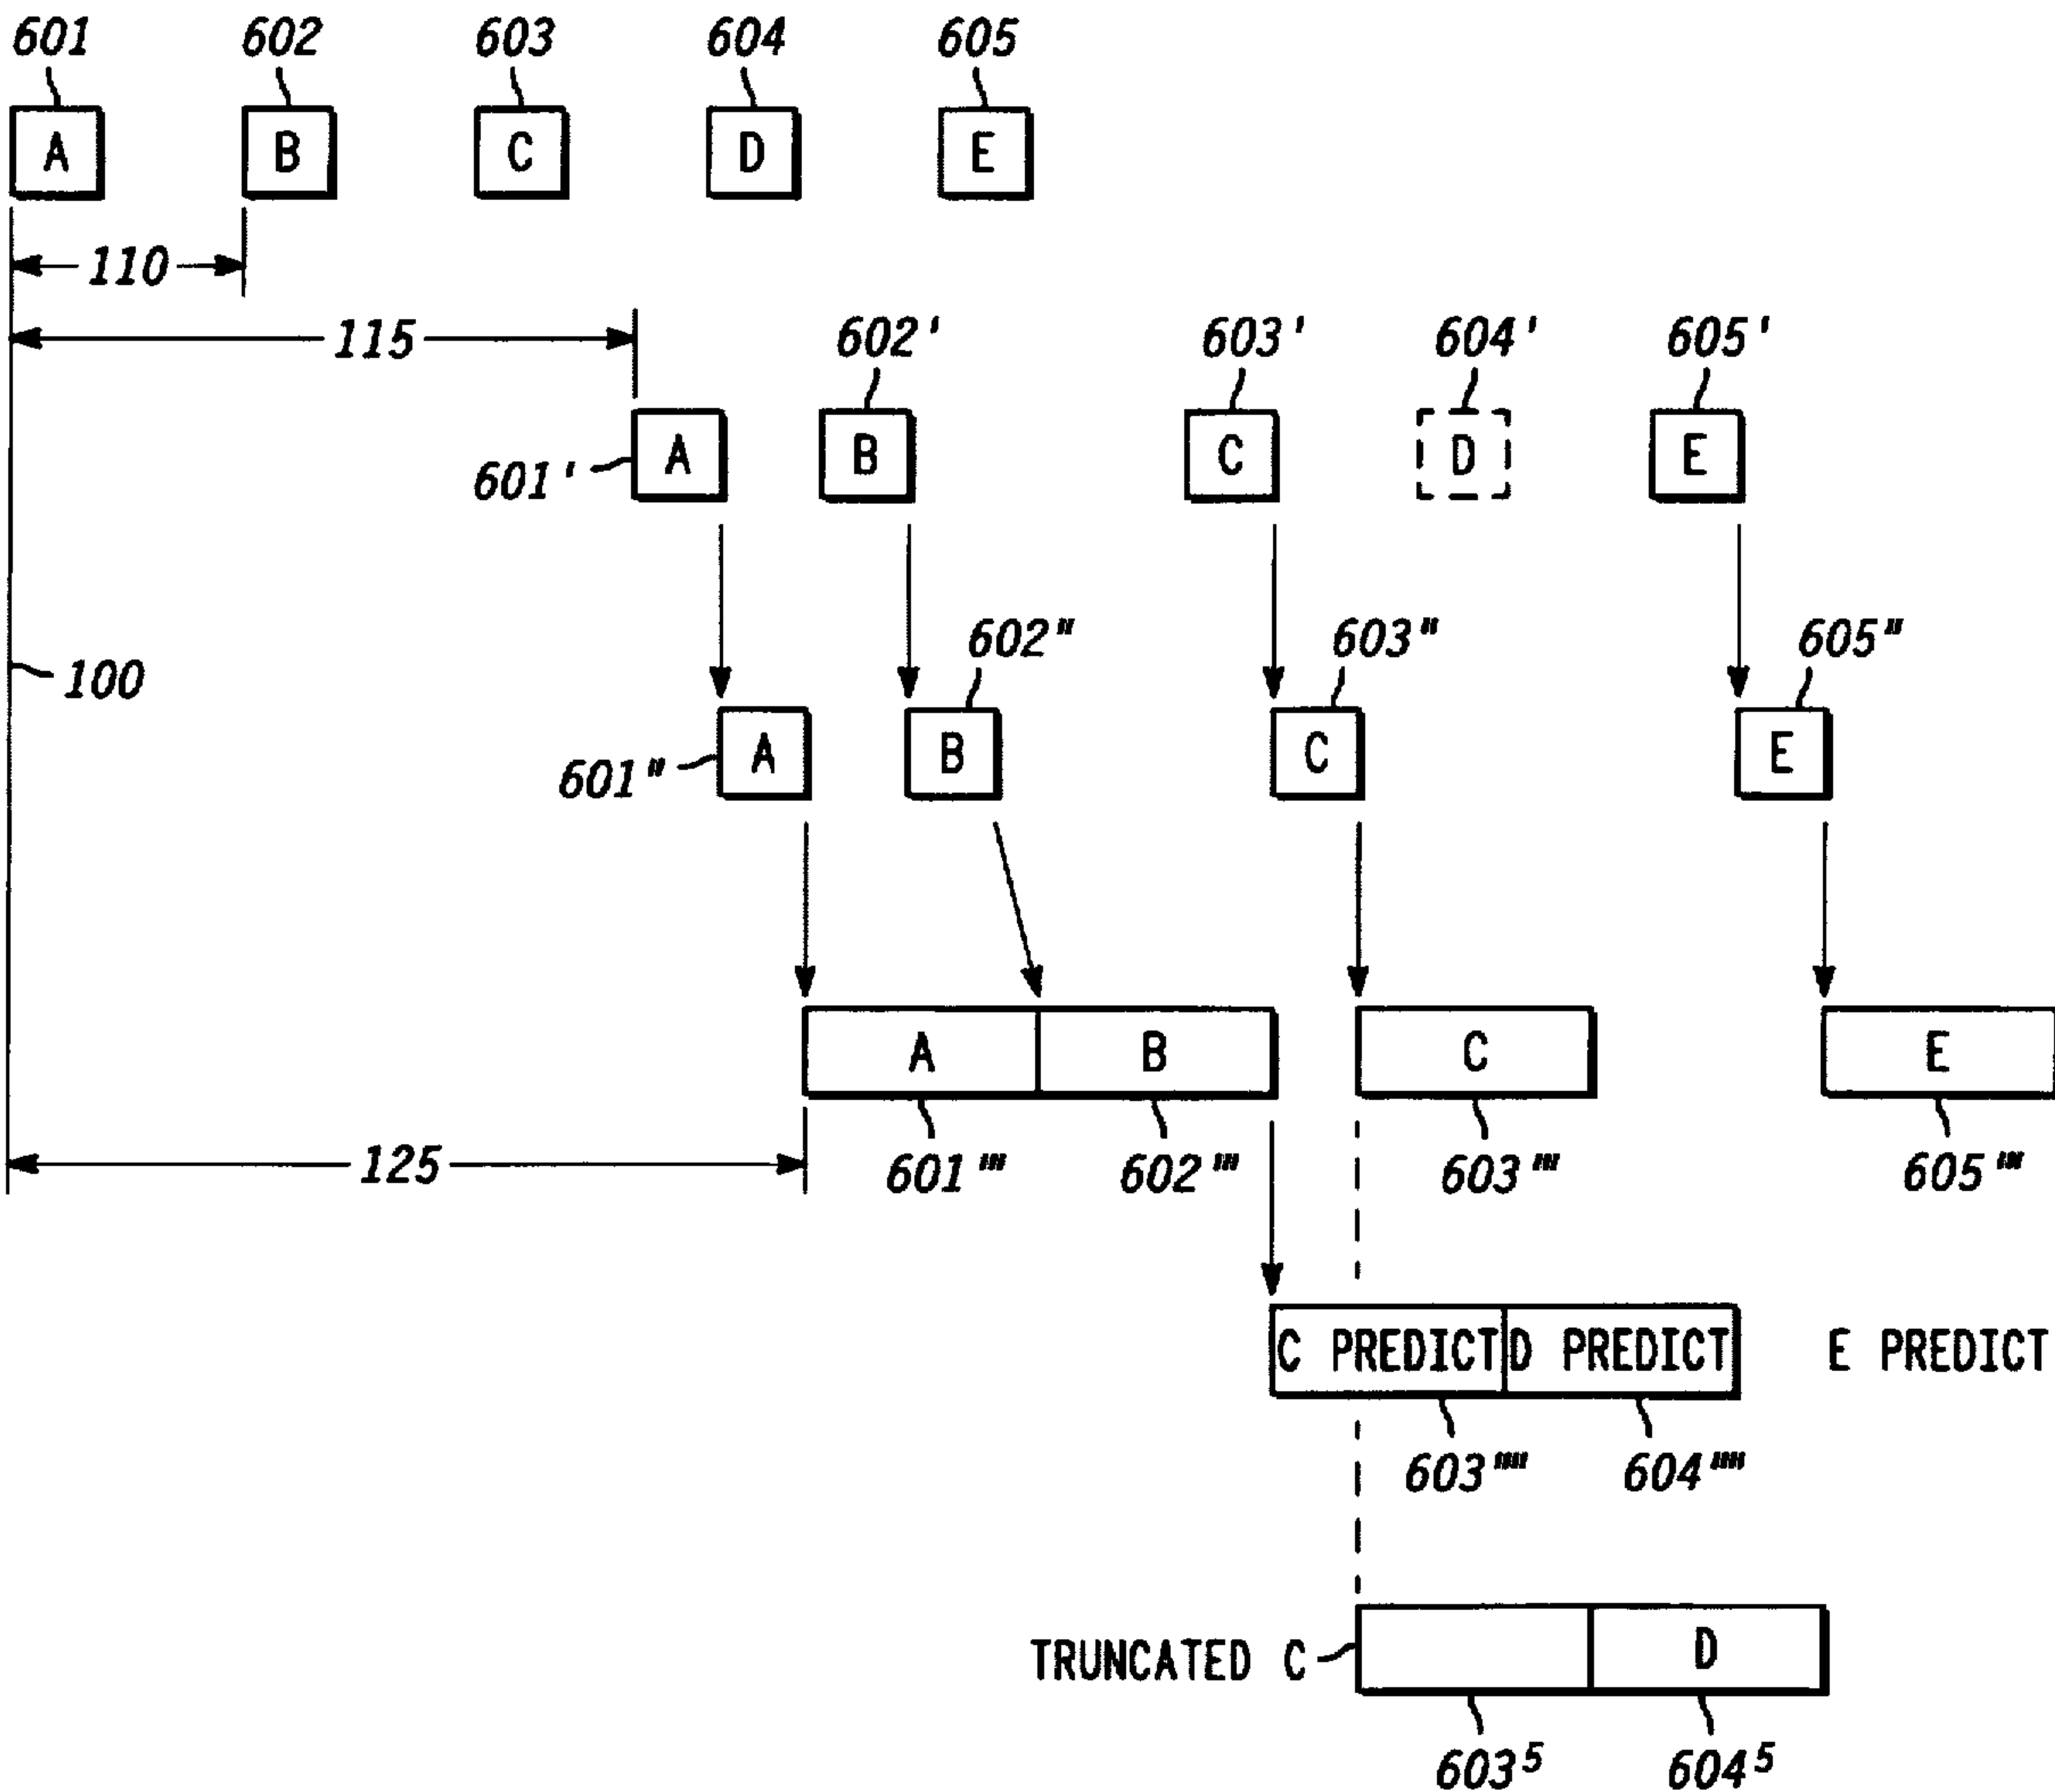 601 602 603 604 605
A B C D E
110
115 602' 603' 604' 605'
A B C D E
601'
602" 603" 605"
100
A B C E
601"
A B C E
125 601"' 602"' 603"' 605"'
C PREDICT D PREDICT E PREDICT
603"" 604""
TRUNCATED C D
603⁵ 604⁵